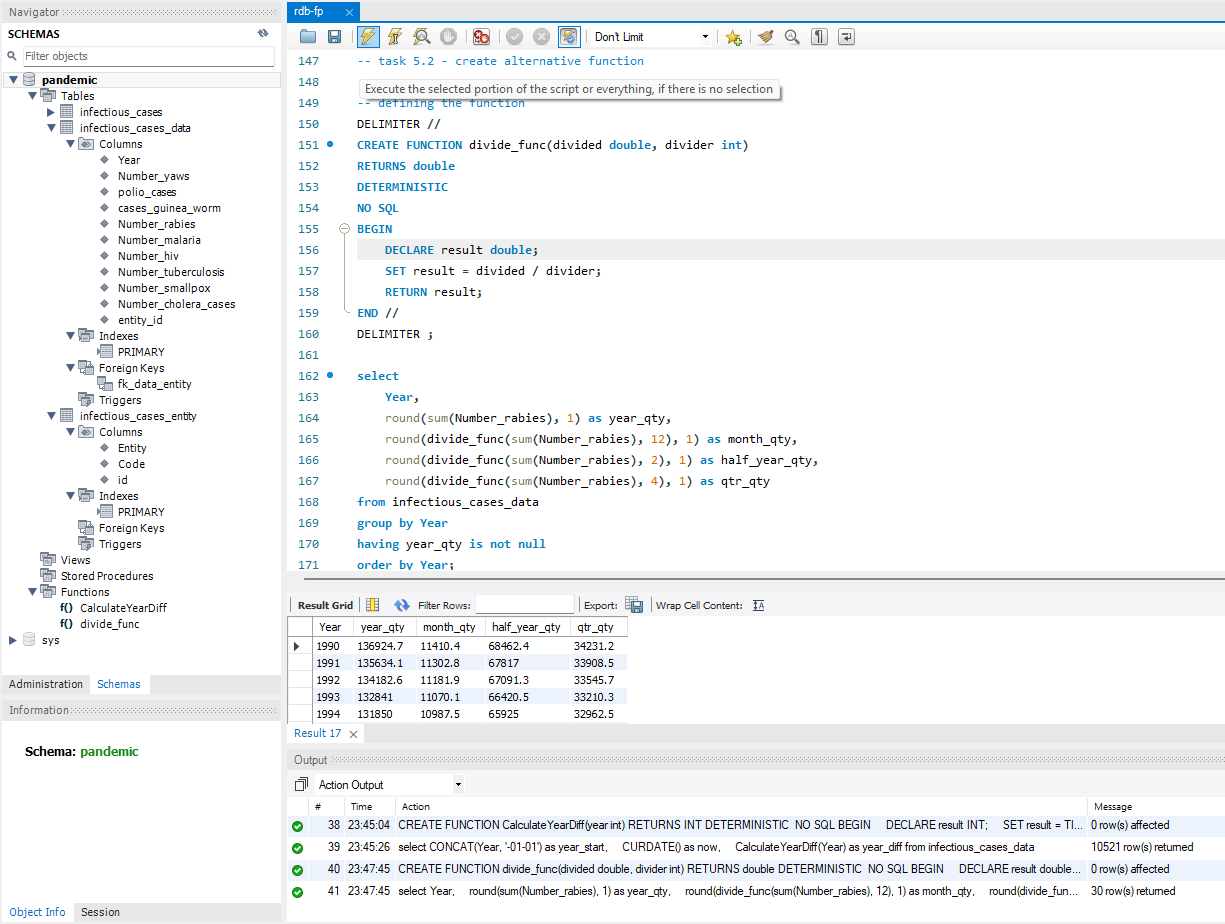 Navigator
SCHEMAS
Filter objects
pandemic
Tables
infectious_cases
infectious_cases_data
Columns
Year
Number_yaws
polio_cases
cases_guinea_worm
Number_rabies
Number_malaria
Number_hiv
Number_tuberculosis
Number_smallpox
Number_cholera_cases
entity_id
Indexes
PRIMARY
Foreign Keys
fk_data_entity
Triggers
infectious_cases_entity
Columns
Entity
Code
id
Indexes
PRIMARY
Foreign Keys
Triggers
Views
Stored Procedures
Functions
f() CalculateYearDiff
f() divide_func
sys
Administration Schemas
Information
Schema: pandemic
Object Info Session
rdb-fp
Don't Limit
147 -- task 5.2 - create alternative function
148
Execute the selected portion of the script or everything, if there is no selection
149 -- defining the function
150 DELIMITER //
151 CREATE FUNCTION divide_func(divided double, divider int)
152 RETURNS double
153 DETERMINISTIC
154 NO SQL
155 BEGIN
156 DECLARE result double;
157 SET result = divided / divider;
158 RETURN result;
159 END //
160 DELIMITER ;
161
162 select
163 Year,
164 round(sum(Number_rabies), 1) as year_qty,
165 round(divide_func(sum(Number_rabies), 12), 1) as month_qty,
166 round(divide_func(sum(Number_rabies), 2), 1) as half_year_qty,
167 round(divide_func(sum(Number_rabies), 4), 1) as qtr_qty
168 from infectious_cases_data
169 group by Year
170 having year_qty is not null
171 order by Year;
Result Grid Filter Rows: Export: Wrap Cell Content:
Year year_qty month_qty half_year_qty qtr_qty
1990 136924.7 11410.4 68462.4 34231.2
1991 135634.1 11302.8 67817 33908.5
1992 134182.6 11181.9 67091.3 33545.7
1993 132841 11070.1 66420.5 33210.3
1994 131850 10987.5 65925 32962.5
Result 17
Output
Action Output
# Time Action Message
38 23:45:04 CREATE FUNCTION CalculateYearDiff(year int) RETURNS INT DETERMINISTIC NO SQL BEGIN DECLARE result INT; SET result = TI... 0 row(s) affected
39 23:45:26 select CONCAT(Year, '-01-01') as year_start, CURDATE() as now, CalculateYearDiff(Year) as year_diff from infectious_cases_data 10521 row(s) returned
40 23:47:45 CREATE FUNCTION divide_func(divided double, divider int) RETURNS double DETERMINISTIC NO SQL BEGIN DECLARE result double... 0 row(s) affected
41 23:47:45 select Year, round(sum(Number_rabies), 1) as year_qty, round(divide_func(sum(Number_rabies), 12), 1) as month_qty, round(divide_fun... 30 row(s) returned